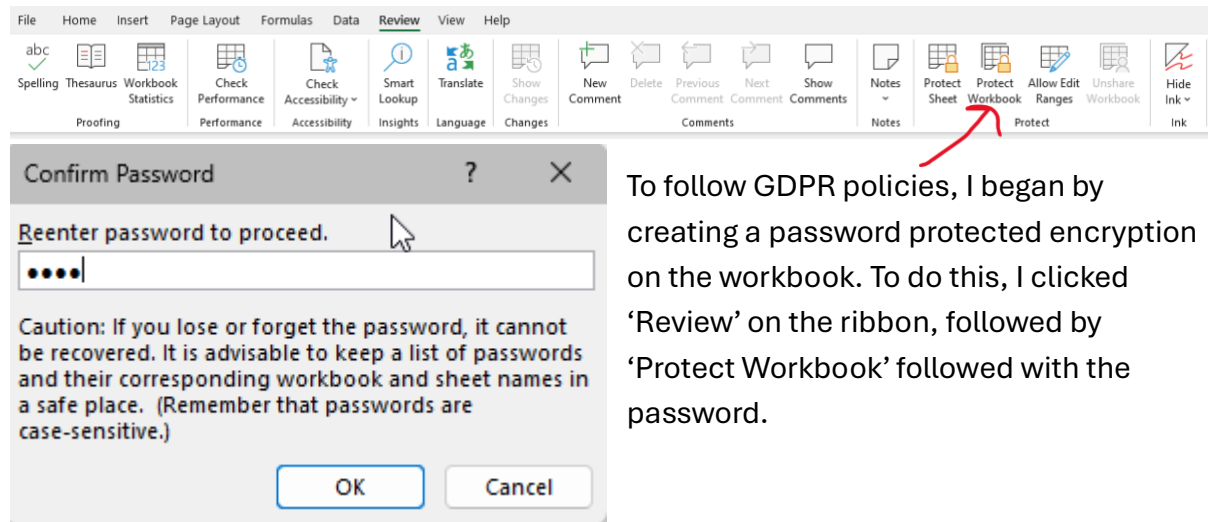 File Home Insert Page Layout Formulas Data Review View Help
abc
Spelling Thesaurus Workbook Statistics
Check Performance
Check Accessibility
Smart Lookup
Translate
Show Changes
New Comment
Delete
Previous Comment
Next Comment
Show Comments
Notes
Protect Sheet
Protect Workbook
Allow Edit Ranges
Unshare Workbook
Hide Ink
Proofing Performance Accessibility Insights Language Changes Comments Notes Protect Ink
Confirm Password ? X
Reenter password to proceed.
••••
Caution: If you lose or forget the password, it cannot
be recovered. It is advisable to keep a list of passwords
and their corresponding workbook and sheet names in
a safe place. (Remember that passwords are
case-sensitive.)
OK Cancel
To follow GDPR policies, I began by
creating a password protected encryption
on the workbook. To do this, I clicked
‘Review’ on the ribbon, followed by
‘Protect Workbook’ followed with the
password.